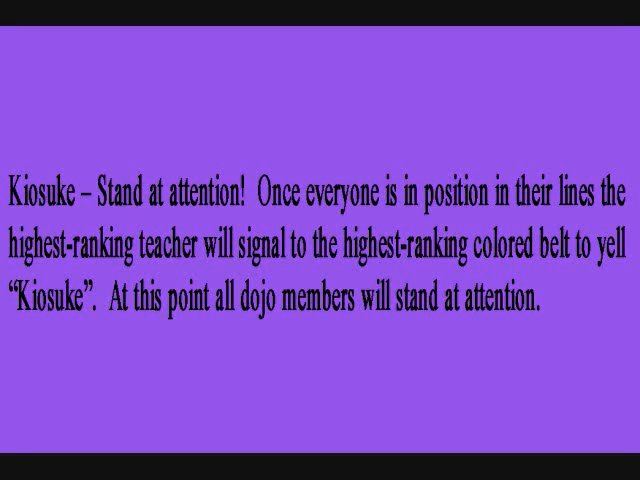 Kiosuke – Stand at attention!  Once everyone is in position in their lines the
highest-ranking teacher will signal to the highest-ranking colored belt to yell
“Kiosuke”.  At this point all dojo members will stand at attention.